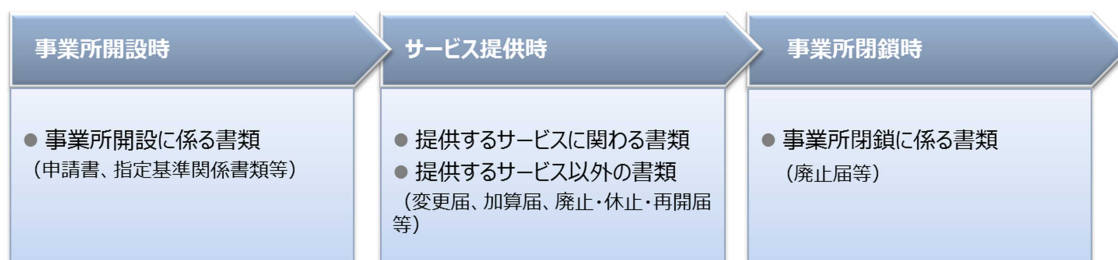 事業所開設時
サービス提供時
事業所閉鎖時
● 事業所開設に係る書類
（申請書、指定基準関係書類等）
● 提供するサービスに関わる書類
● 提供するサービス以外の書類
（変更届、加算届、廃止・休止・再開届
等）
● 事業所閉鎖に係る書類
（廃止届等）